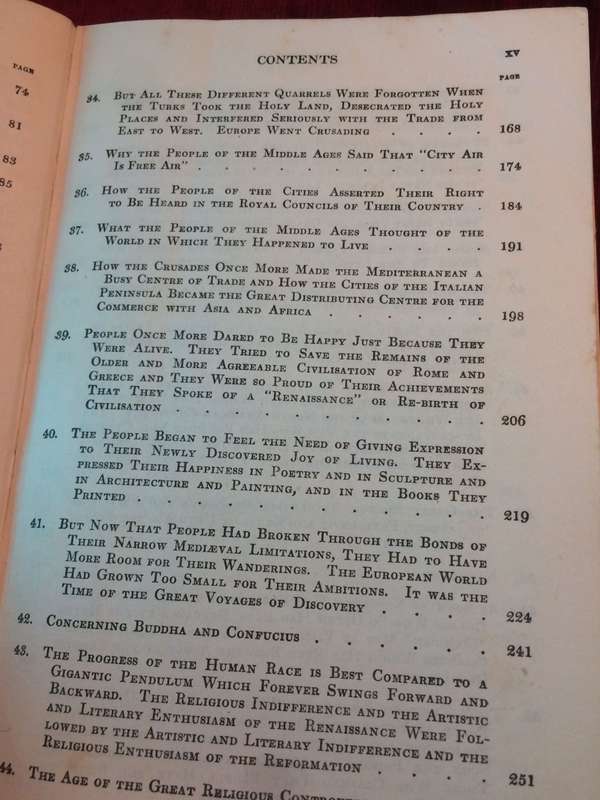 PAGE
74
81
83
85
CONTENTS
XV
PAGE
34. BUT ALL THESE DIFFERENT QUARRELS WERE FORGOTTEN WHEN
THE TURKS TOOK THE HOLY LAND, DESECRATED THE HOLY
PLACES AND INTERFERED SERIOUSLY WITH THE TRADE FROM
EAST TO WEST. EUROPE WENT CRUSADING . . . . 168
35. WHY THE PEOPLE OF THE MIDDLE AGES SAID THAT "CITY AIR
IS FREE AIR" . . . . . . . . . 174
36. HOW THE PEOPLE OF THE CITIES ASSERTED THEIR RIGHT
TO BE HEARD IN THE ROYAL COUNCILS OF THEIR COUNTRY . 184
37. WHAT THE PEOPLE OF THE MIDDLE AGES THOUGHT OF THE
WORLD IN WHICH THEY HAPPENED TO LIVE . . . . 191
38. HOW THE CRUSADES ONCE MORE MADE THE MEDITERRANEAN A
BUSY CENTRE OF TRADE AND HOW THE CITIES OF THE ITALIAN
PENINSULA BECAME THE GREAT DISTRIBUTING CENTRE FOR THE
COMMERCE WITH ASIA AND AFRICA . . . . . 198
39. PEOPLE ONCE MORE DARED TO BE HAPPY JUST BECAUSE THEY
WERE ALIVE. THEY TRIED TO SAVE THE REMAINS OF THE
OLDER AND MORE AGREEABLE CIVILISATION OF ROME AND
GREECE AND THEY WERE SO PROUD OF THEIR ACHIEVEMENTS
THAT THEY SPOKE OF A "RENAISSANCE" OR RE-BIRTH OF
CIVILISATION . . . . . . . . . 206
40. THE PEOPLE BEGAN TO FEEL THE NEED OF GIVING EXPRESSION
TO THEIR NEWLY DISCOVERED JOY OF LIVING. THEY EX-
PRESSED THEIR HAPPINESS IN POETRY AND IN SCULPTURE AND
IN ARCHITECTURE AND PAINTING, AND IN THE BOOKS THEY
PRINTED . . . . . . . . . . 219
41. BUT NOW THAT PEOPLE HAD BROKEN THROUGH THE BONDS OF
THEIR NARROW MEDIÆVAL LIMITATIONS, THEY HAD TO HAVE
MORE ROOM FOR THEIR WANDERINGS. THE EUROPEAN WORLD
HAD GROWN TOO SMALL FOR THEIR AMBITIONS. IT WAS THE
TIME OF THE GREAT VOYAGES OF DISCOVERY . . . . 224
42. CONCERNING BUDDHA AND CONFUCIUS . . . . . 241
43. THE PROGRESS OF THE HUMAN RACE IS BEST COMPARED TO A
GIGANTIC PENDULUM WHICH FOREVER SWINGS FORWARD AND
BACKWARD. THE RELIGIOUS INDIFFERENCE AND THE ARTISTIC
AND LITERARY ENTHUSIASM OF THE RENAISSANCE WERE FOL-
LOWED BY THE ARTISTIC AND LITERARY INDIFFERENCE AND THE
RELIGIOUS ENTHUSIASM OF THE REFORMATION . . . . 251
44. THE AGE OF THE GREAT RELIGIOUS